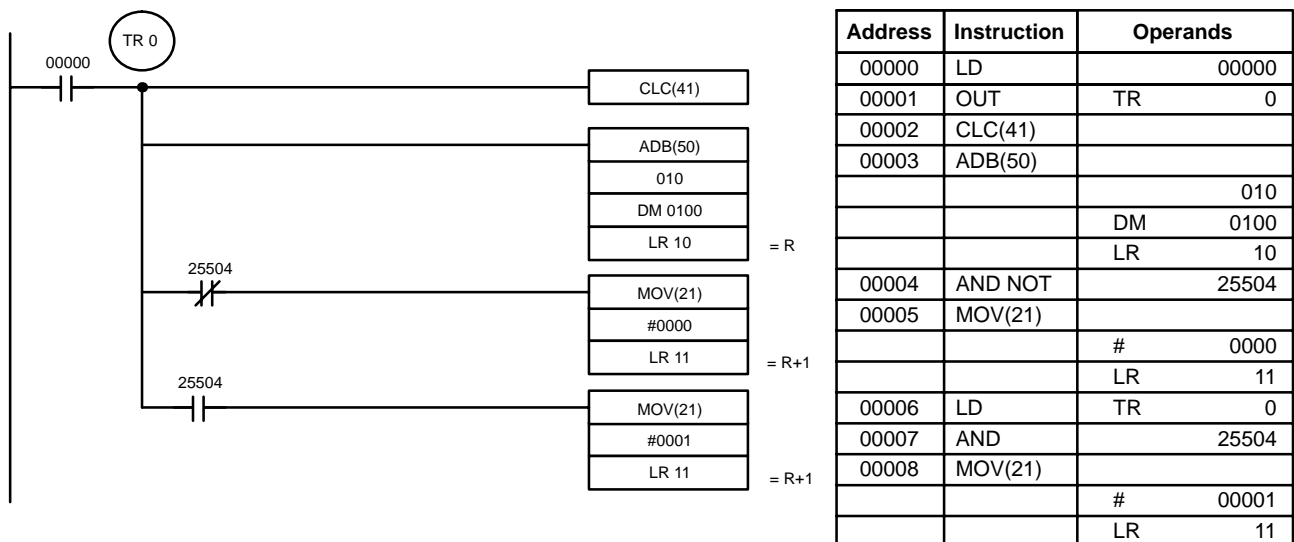 TR 0
00000
CLC(41)
ADB(50)
010
DM 0100
LR 10
= R
25504
MOV(21)
#0000
LR 11
= R+1
25504
MOV(21)
#0001
LR 11
= R+1
Address Instruction Operands
00000 LD 00000
00001 OUT TR 0
00002 CLC(41)
00003 ADB(50)
010
DM 0100
LR 10
00004 AND NOT 25504
00005 MOV(21)
# 0000
LR 11
00006 LD TR 0
00007 AND 25504
00008 MOV(21)
# 00001
LR 11